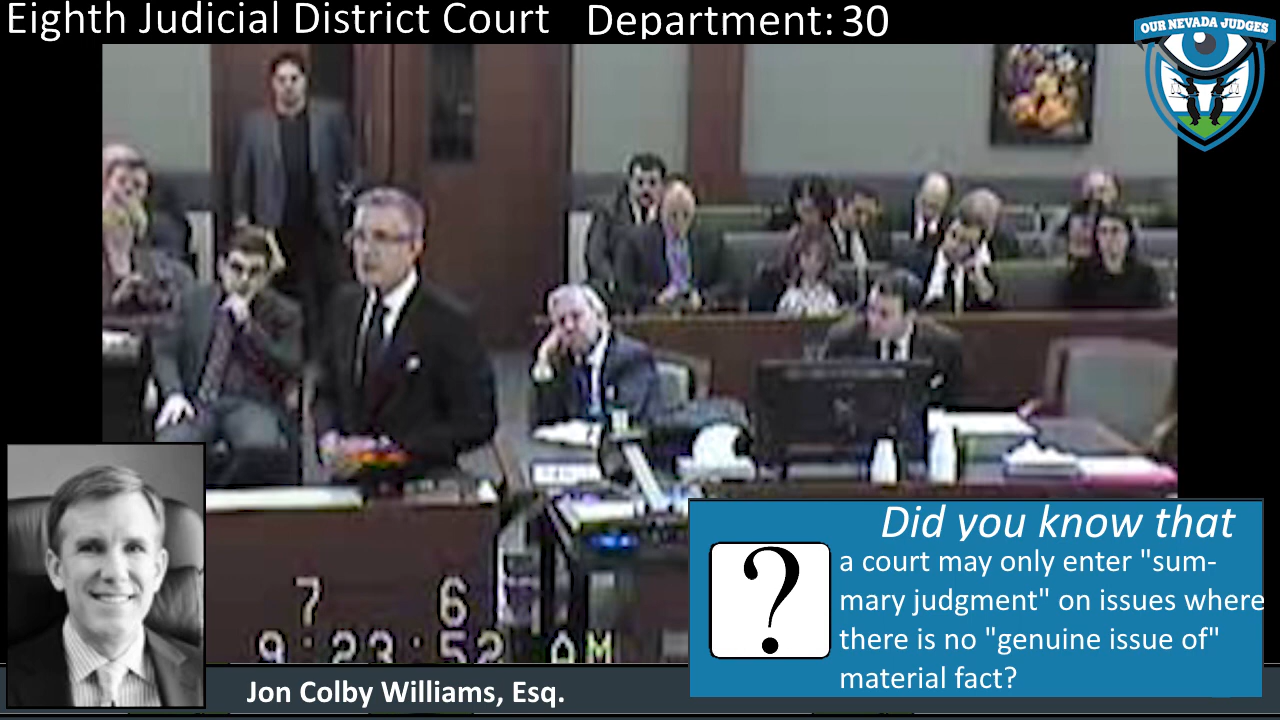 Eighth Judicial District Court Department: 30
OUR NEVADA JUDGES
Did you know that
a court may only enter "sum-
mary judgment" on issues where
there is no "genuine issue of"
material fact?
?
7 6
9:23:52 AM
Jon Colby Williams, Esq.